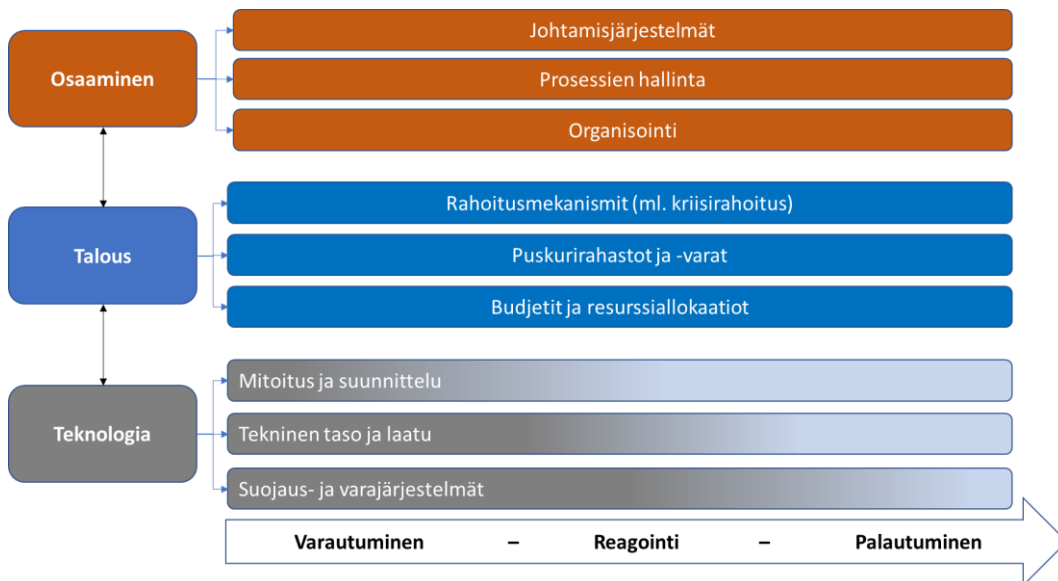 Osaaminen
Johtamisjärjestelmät
Prosessien hallinta
Organisointi
Talous
Rahoitusmekanismit (ml. kriisirahoitus)
Puskurirahastot ja -varat
Budjetit ja resurssiallokaatiot
Teknologia
Mitoitus ja suunnittelu
Tekninen taso ja laatu
Suojaus- ja varajärjestelmät
Varautuminen – Reagointi – Palautuminen